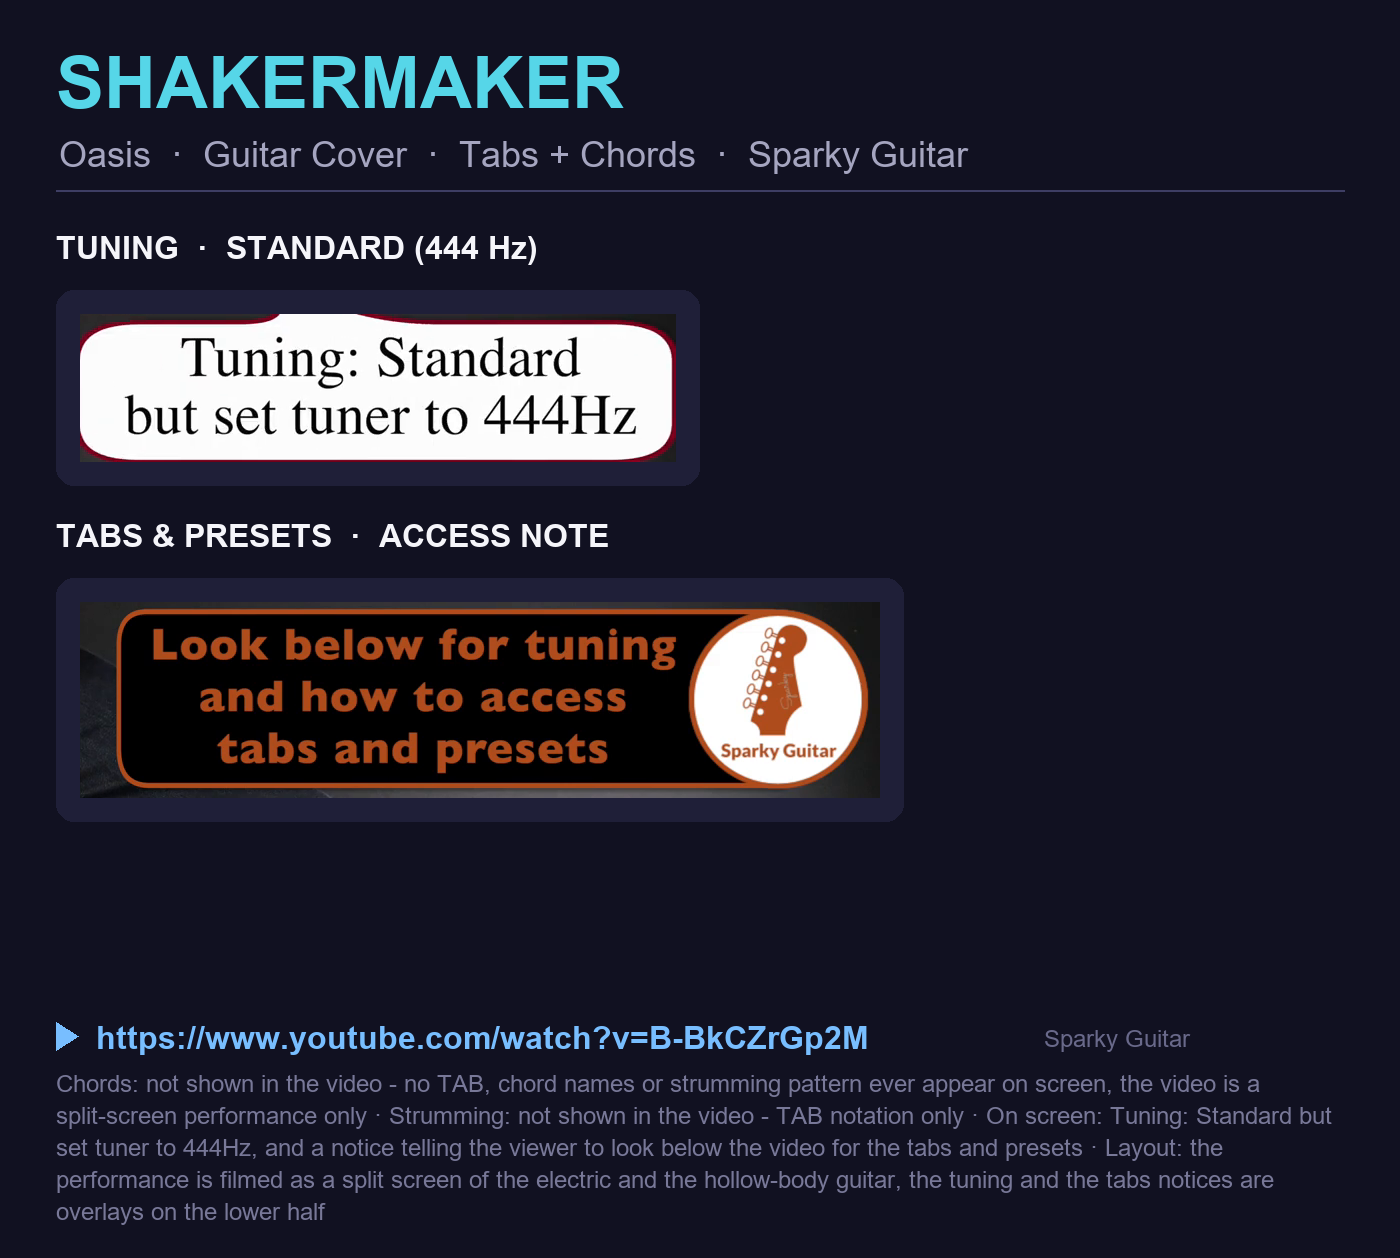 SHAKERMAKER
Oasis · Guitar Cover · Tabs + Chords · Sparky Guitar
TUNING · STANDARD (444 Hz)
Tuning: Standard
but set tuner to 444Hz
TABS & PRESETS · ACCESS NOTE
Look below for tuning
and how to access
tabs and presets
Sparky
Sparky Guitar
https://www.youtube.com/watch?v=B-BkCZrGp2M
Sparky Guitar
Chords: not shown in the video - no TAB, chord names or strumming pattern ever appear on screen, the video is a
split-screen performance only · Strumming: not shown in the video - TAB notation only · On screen: Tuning: Standard but
set tuner to 444Hz, and a notice telling the viewer to look below the video for the tabs and presets · Layout: the
performance is filmed as a split screen of the electric and the hollow-body guitar, the tuning and the tabs notices are
overlays on the lower half